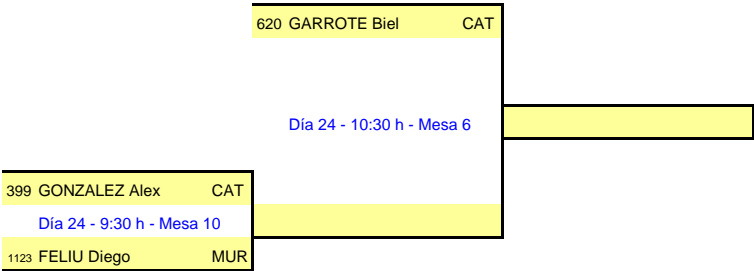 620 GARROTE Biel CAT
Día 24 - 10:30 h - Mesa 6
399 GONZALEZ Alex CAT
Día 24 - 9:30 h - Mesa 10
1123 FELIU Diego MUR